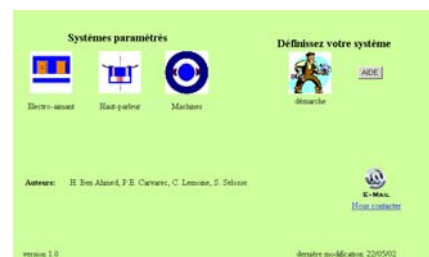 Systèmes paramétrés
Définissez votre système
AIDE
Electro-aimant
Haut-parleur
Machines
démarche
Auteurs: H. Ben Ahmed, P.E. Carvarec, C. Lemoine, S. Selosse
E-MAIL
Nous contacter
version 1.0
dernière modification: 22/05/02